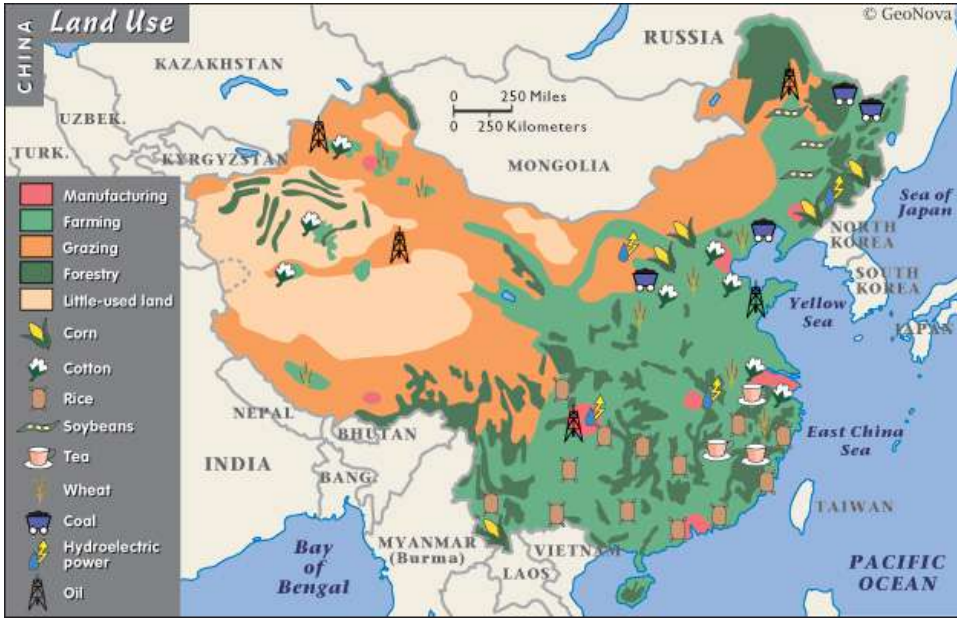 CHINA
Land Use
© GeoNova
RUSSIA
KAZAKHSTAN
0 250 Miles
0 250 Kilometers
UZBEK.
TURK.
KYRGYZSTAN
MONGOLIA
Manufacturing
Farming
Grazing
Forestry
Little-used land
Corn
Cotton
Rice
Soybeans
Tea
Wheat
Coal
Hydroelectric
power
Oil
Sea of
Japan
NORTH
KOREA
SOUTH
KOREA
Yellow
Sea
JAPAN
NEPAL
BHUTAN
INDIA
BANG.
East China
Sea
TAIWAN
MYANMAR
(Burma)
VIETNAM
LAOS
Bay
of
Bengal
PACIFIC
OCEAN